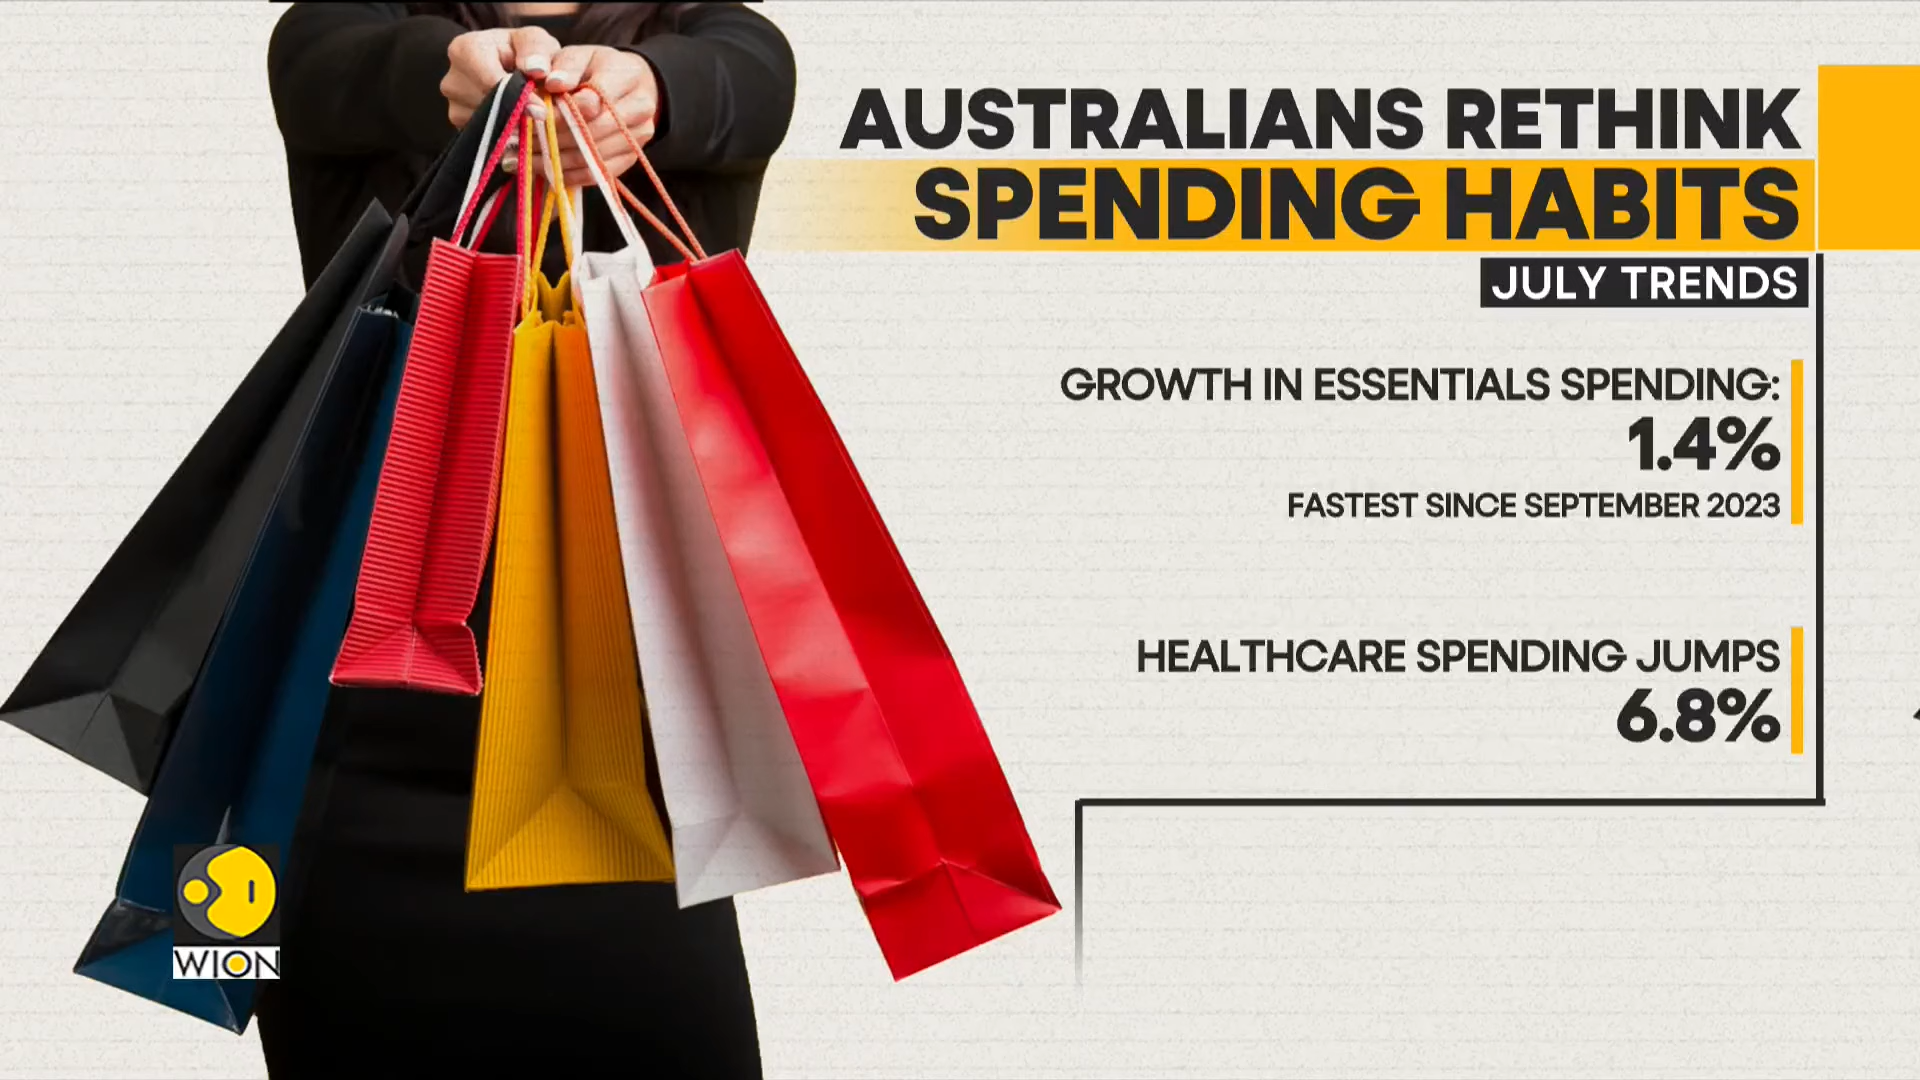 AUSTRALIANS RETHINK
SPENDING HABITS
JULY TRENDS
GROWTH IN ESSENTIALS SPENDING:
1.4%
FASTEST SINCE SEPTEMBER 2023
HEALTHCARE SPENDING JUMPS
6.8%
WION